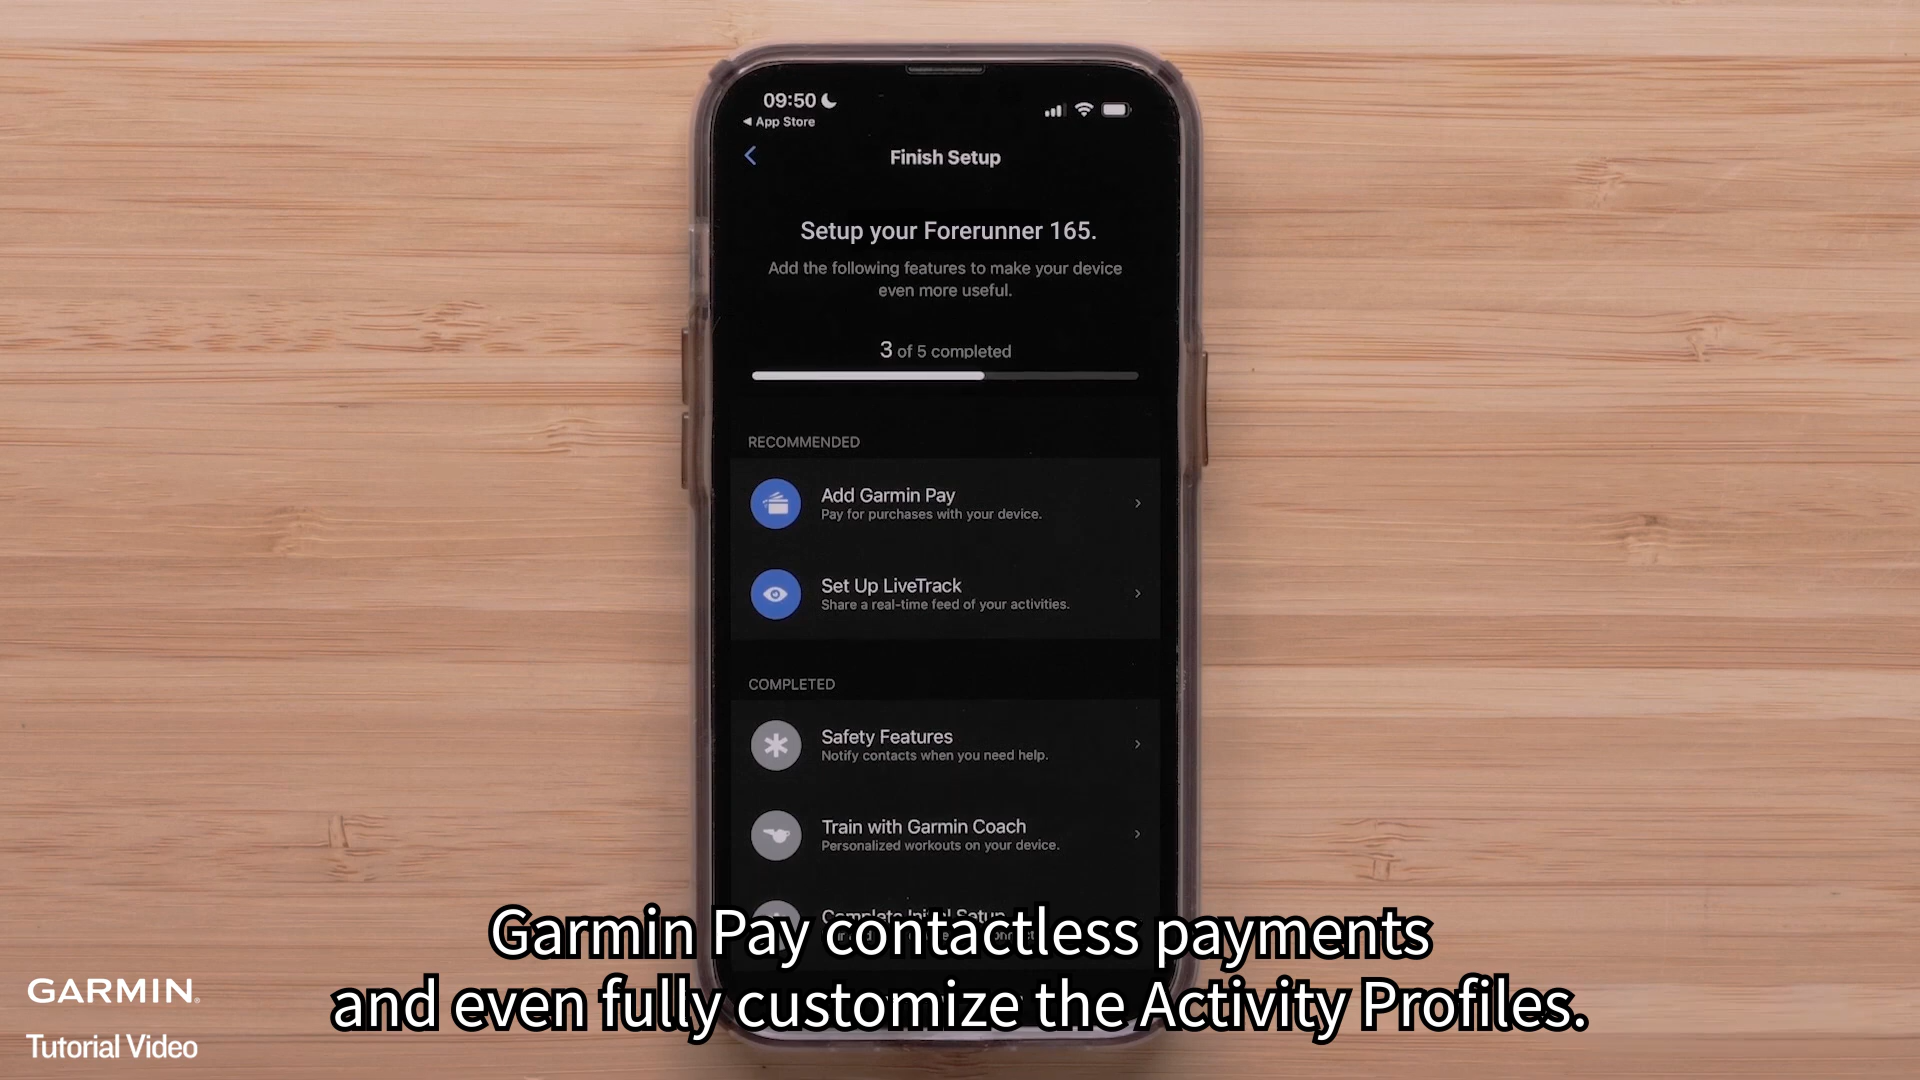 09:50
App Store
Finish Setup
Setup your Forerunner 165.
Add the following features to make your device
even more useful.
3 of 5 completed
RECOMMENDED
Add Garmin Pay
Pay for purchases with your device.
Set Up LiveTrack
Share a real-time feed of your activities.
COMPLETED
Safety Features
Notify contacts when you need help.
Train with Garmin Coach
Personalized workouts on your device.
Complete Initial Setup
Garmin Pay contactless payments
and even fully customize the Activity Profiles.
GARMIN
Tutorial Video